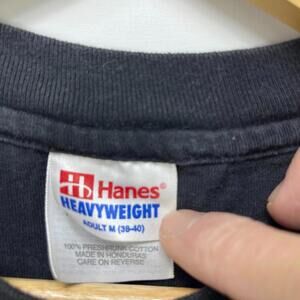 Hanes®
HEAVYWEIGHT
ADULT M (38-40)
100% PRESHRUNK COTTON
MADE IN HONDURAS
CARE ON REVERSE